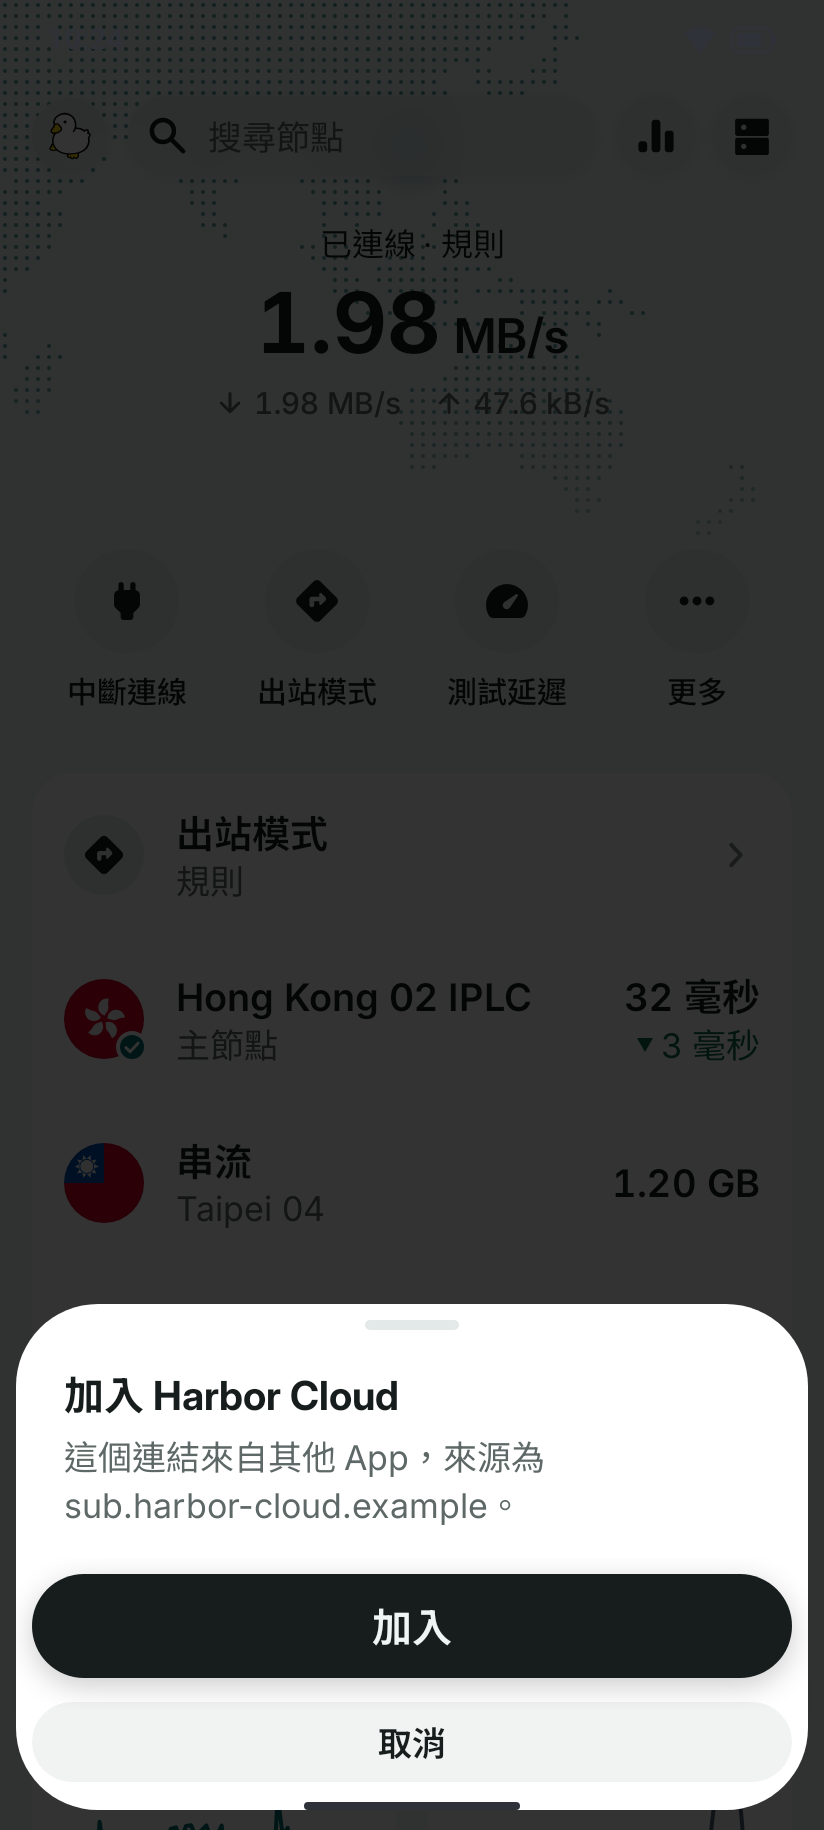 搜尋節點
已連線 · 規則
1.98 MB/s
↓ 1.98 MB/s ↑ 47.6 kB/s
中斷連線 出站模式 測試延遲 更多
出站模式
規則
Hong Kong 02 IPLC 32 毫秒
主節點 ▼3 毫秒
串流 1.20 GB
Taipei 04
加入 Harbor Cloud
這個連結來自其他 App，來源為
sub.harbor-cloud.example。
加入
取消